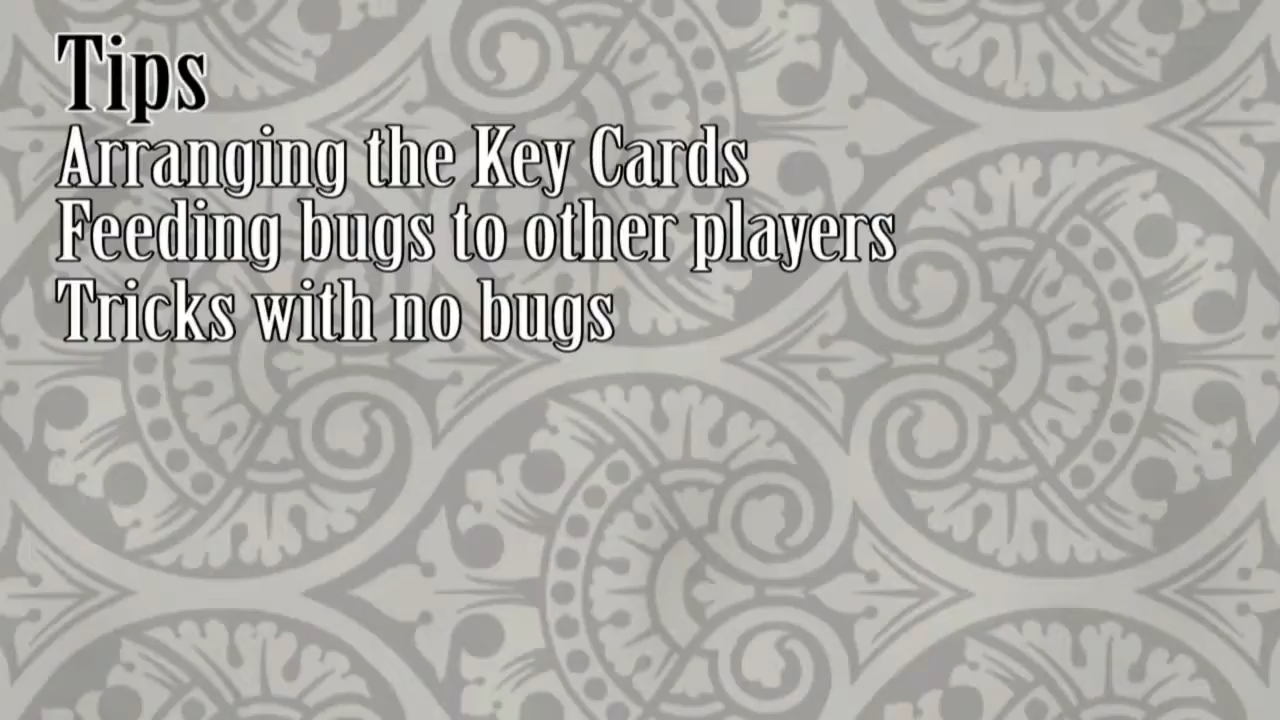 Tips
Arranging the Key Cards
Feeding bugs to other players
Tricks with no bugs